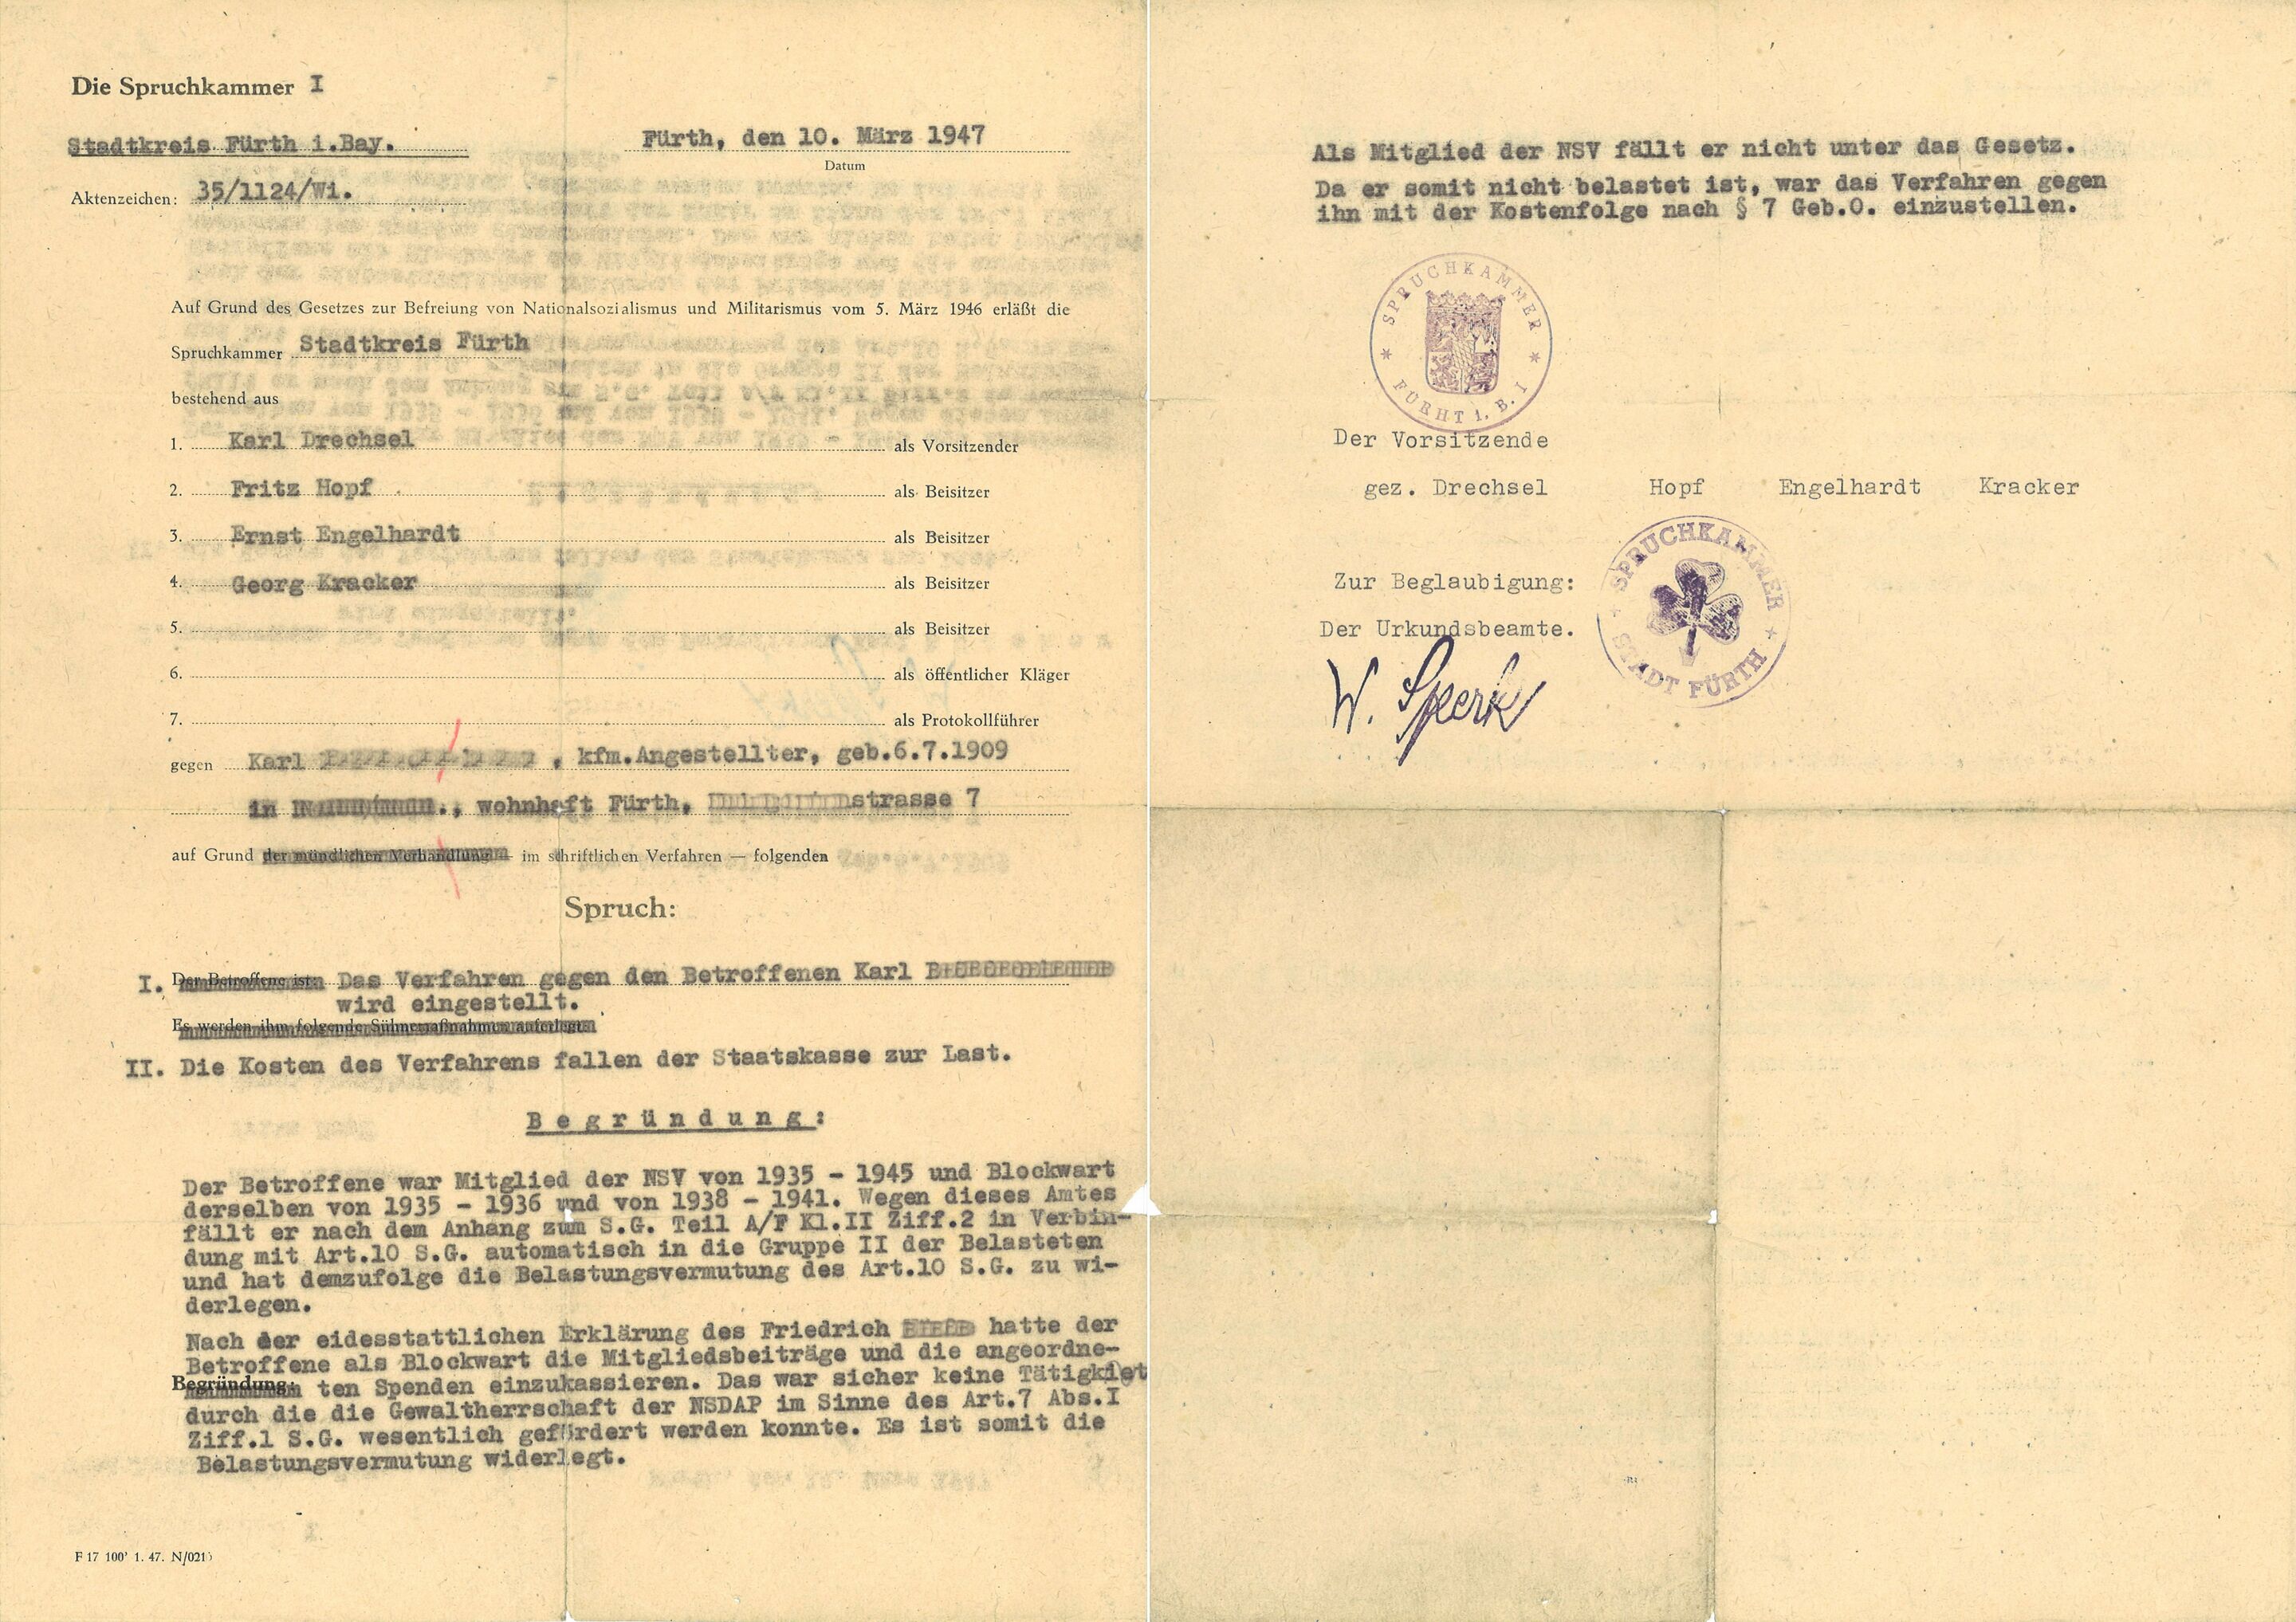 Die Spruchkammer I
Stadtkreis Fürth i.Bay.
Fürth, den 10. März 1947
Datum
Aktenzeichen: 35/1124/Wi.
Auf Grund des Gesetzes zur Befreiung von Nationalsozialismus und Militarismus vom 5. März 1946 erläßt die
Spruchkammer Stadtkreis Fürth
bestehend aus
1. Karl Drechsel als Vorsitzender
2. Fritz Hopf als Beisitzer
3. Ernst Engelhardt als Beisitzer
4. Georg Kracker als Beisitzer
5. als Beisitzer
6. als öffentlicher Kläger
7. als Protokollführer
gegen Karl , kfm.Angestellter, geb.6.7.1909
in ., wohnhaft Fürth, strasse 7
auf Grund der mündlichen Verhandlung — im schriftlichen Verfahren — folgenden
Spruch:
I. Der Betroffene ist Das Verfahren gegen den Betroffenen Karl
wird eingestellt.
Es werden ihm folgende Sühnemaßnahmen auferlegt
II. Die Kosten des Verfahrens fallen der Staatskasse zur Last.
B e g r ü n d u n g :
Der Betroffene war Mitglied der NSV von 1935 - 1945 und Blockwart
derselben von 1935 - 1936 und von 1938 - 1941. Wegen dieses Amtes
fällt er nach dem Anhang zum S.G. Teil A/F Kl.II Ziff.2 in Verbin-
dung mit Art.10 S.G. automatisch in die Gruppe II der Belasteten
und hat demzufolge die Belastungsvermutung des Art.10 S.G. zu wi-
derlegen.
Nach der eidesstattlichen Erklärung des Friedrich hatte der
Betroffene als Blockwart die Mitgliedsbeiträge und die angeordne-
Begründung: ten Spenden einzukassieren. Das war sicher keine Tätigkiet
durch die die Gewaltherrschaft der NSDAP im Sinne des Art.7 Abs.I
Ziff.1 S.G. wesentlich gefördert werden konnte. Es ist somit die
Belastungsvermutung widerlegt.
F 17 100' 1. 47. N/0210
Als Mitglied der NSV fällt er nicht unter das Gesetz.
Da er somit nicht belastet ist, war das Verfahren gegen
ihn mit der Kostenfolge nach § 7 Geb.O. einzustellen.
* SPRUCHKAMMER *
FÜRHT i. B. I
Der Vorsitzende
gez. Drechsel Hopf Engelhardt Kracker
Zur Beglaubigung:
Der Urkundsbeamte.
* SPRUCHKAMMER *
STADT FÜRTH
W. Sperk